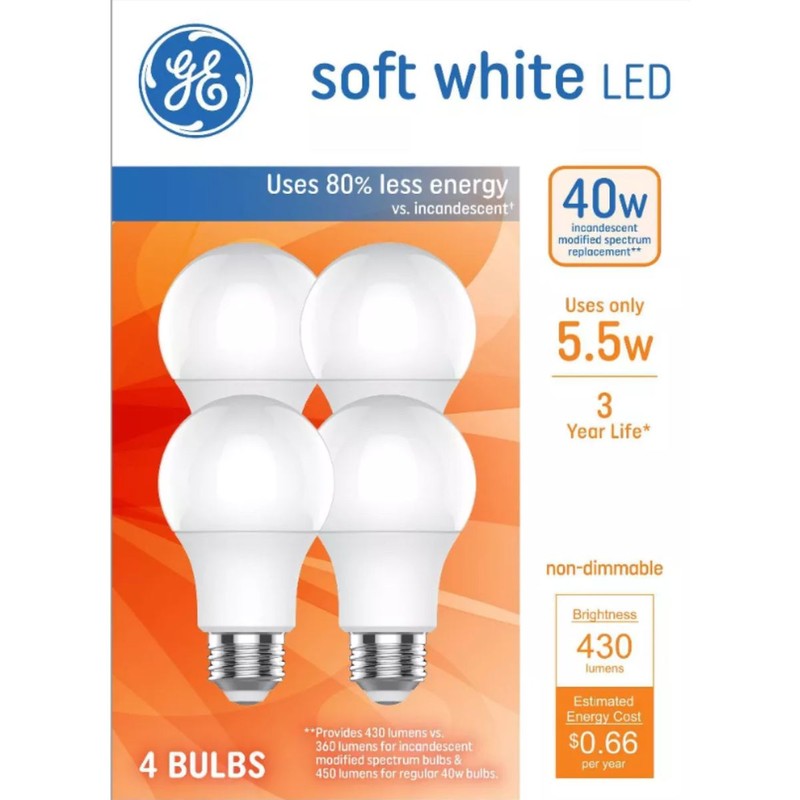 GE
soft white LED
Uses 80% less energy
vs. incandescent†
40w
incandescent
modified spectrum
replacement**
Uses only
5.5w
3
Year Life*
non-dimmable
Brightness
430
lumens
Estimated
Energy Cost
$0.66
per year
**Provides 430 lumens vs.
360 lumens for incandescent
modified spectrum bulbs &
450 lumens for regular 40w bulbs.
4 BULBS